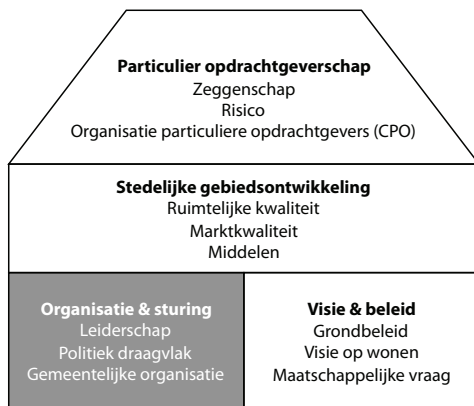 Particulier opdrachtgeverschap
Zeggenschap
Risico
Organisatie particuliere opdrachtgevers (CPO)
Stedelijke gebiedsontwikkeling
Ruimtelijke kwaliteit
Marktkwaliteit
Middelen
Organisatie & sturing
Leiderschap
Politiek draagvlak
Gemeentelijke organisatie
Visie & beleid
Grondbeleid
Visie op wonen
Maatschappelijke vraag